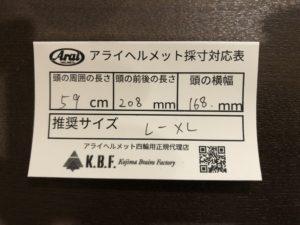 Arai アライヘルメット採寸対応表
頭の周囲の長さ 頭の前後の長さ 頭の横幅
59 cm 208 mm 168. mm
推奨サイズ L-XL
アライヘルメット四輪用正規代理店
K.B.F. Kojima Brains Factory